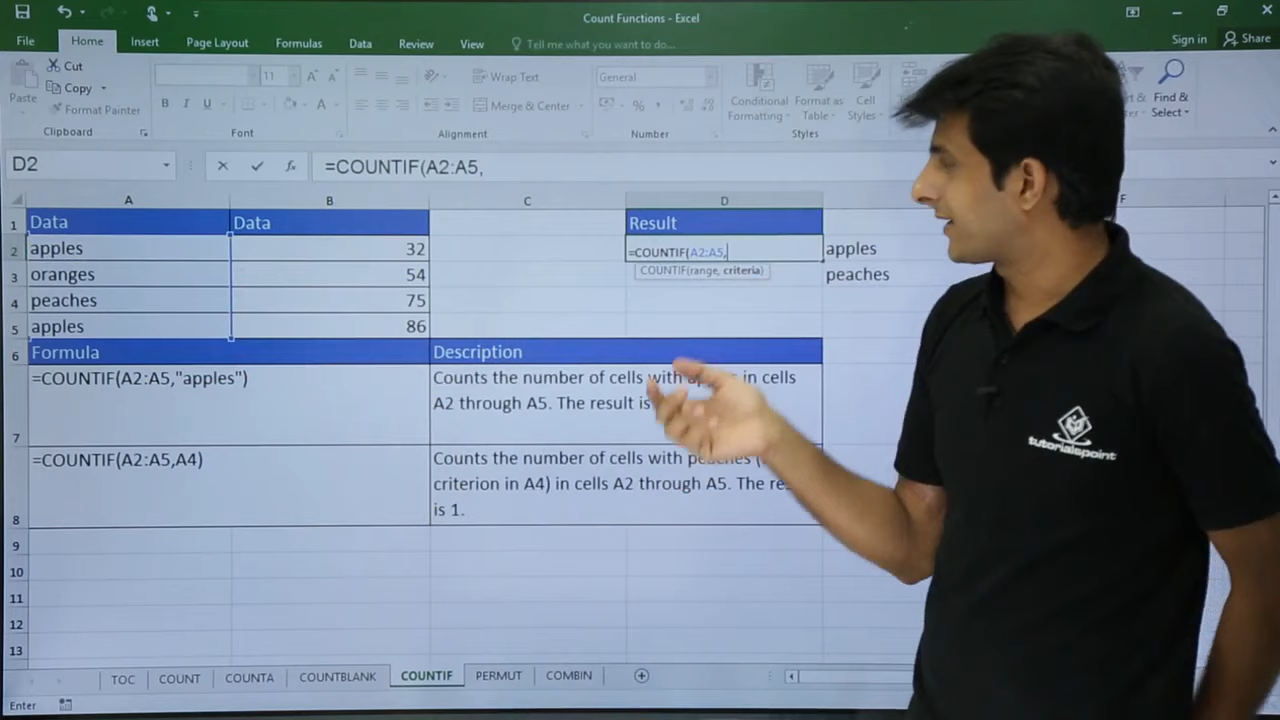 Count Functions - Excel
File Home Insert Page Layout Formulas Data Review View Tell me what you want to do... Sign in Share
Paste Cut Copy Format Painter
11 A A Wrap Text General
B I U A Merge & Center %
Conditional Formatting Format as Table Cell Styles
Find & Select
Clipboard Font Alignment Number Styles
D2 fx =COUNTIF(A2:A5,
A B C D F
1 Data Data Result
2 apples 32 =COUNTIF(A2:A5, apples
COUNTIF(range, criteria)
3 oranges 54 peaches
4 peaches 75
5 apples 86
6 Formula Description
7 =COUNTIF(A2:A5,"apples") Counts the number of cells with in cells
A2 through A5. The result is
8 =COUNTIF(A2:A5,A4) Counts the number of cells with peaches
criterion in A4) in cells A2 through A5. The
is 1.
9
10
11
12
13
tutorialspoint
TOC COUNT COUNTA COUNTBLANK COUNTIF PERMUT COMBIN
Enter